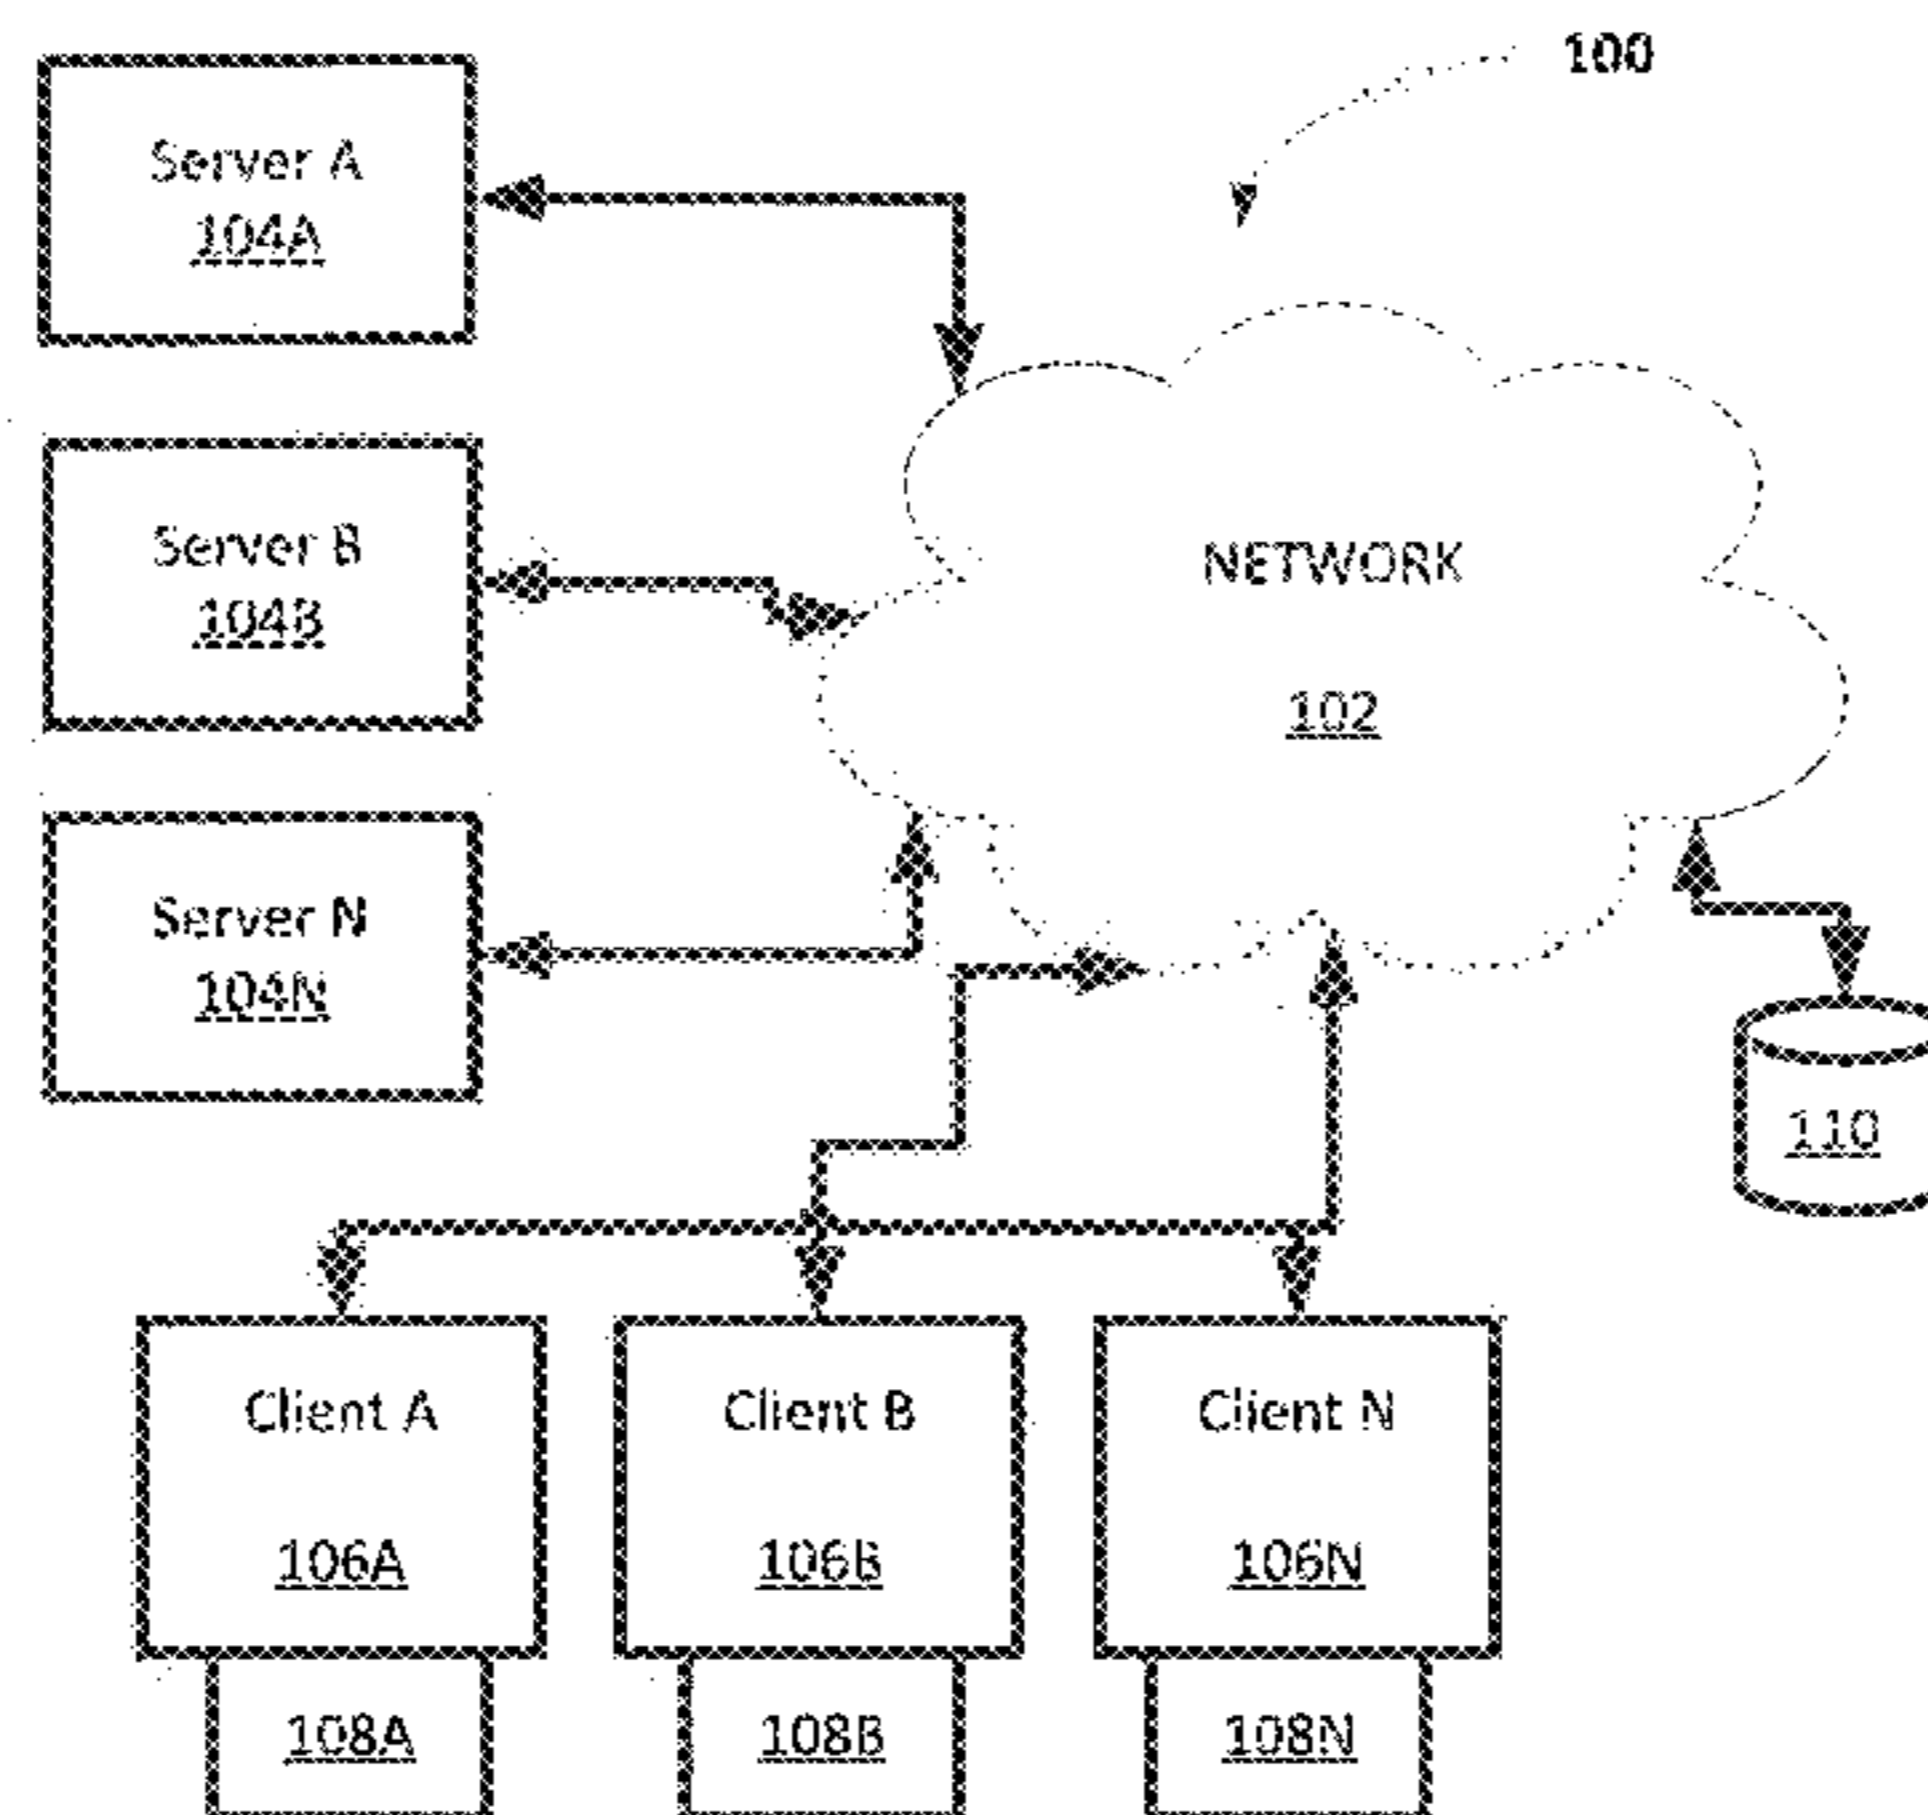 100
Server A
104A
Server B
104B
NETWORK
102
Server N
104N
110
Client A
106A
Client B
106B
Client N
106N
108A
108B
108N